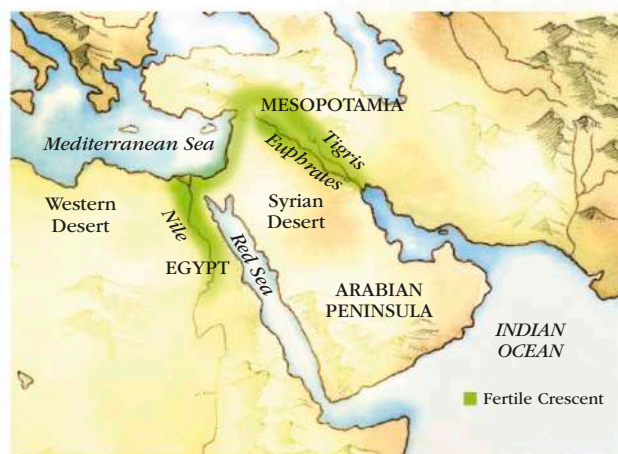 MESOPOTAMIA
Mediterranean Sea
Tigris
Euphrates
Western
Desert
Nile
Syrian
Desert
EGYPT
Red Sea
ARABIAN
PENINSULA
INDIAN
OCEAN
Fertile Crescent